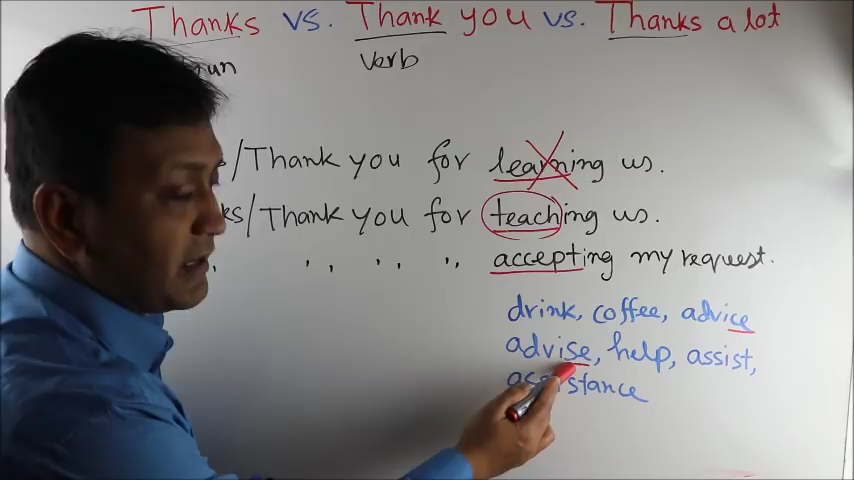 Thanks vs. Thank you vs. Thanks a lot
verb
/Thank you for learning us.
/Thank you for teaching us.
,, ,, ,, ,, accepting my request.
drink, coffee, advice
advise, help, assist,
assistance